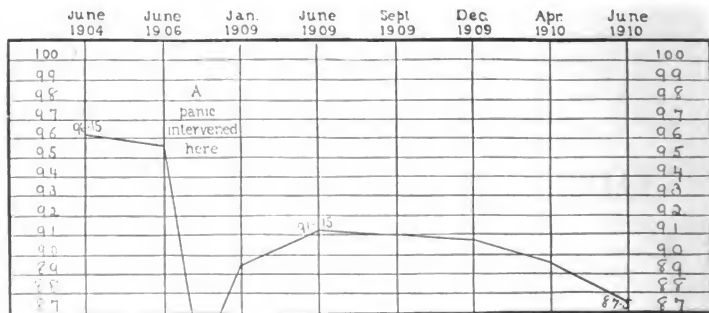 June June Jan. June Sept Dec. Apr. June
1904 1906 1909 1909 1909 1909 1910 1910
100 100
99 99
98 A 98
97 panic 97
96 96.15 intervened 96
95 here 95
94 94
93 93
92 92
91 91.15 91
90 90
89 89
88 88
87 87